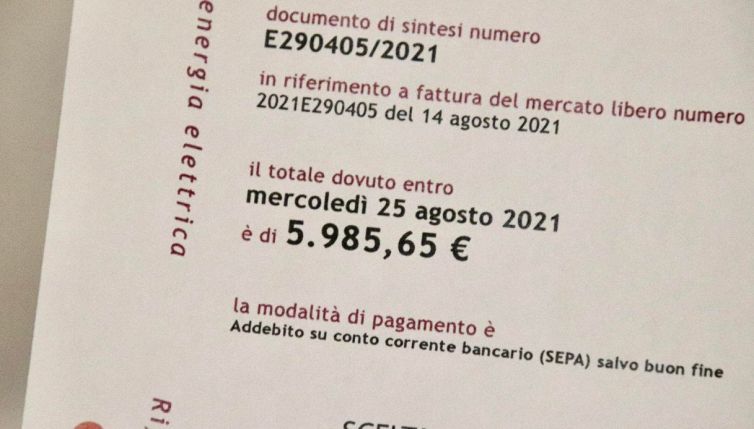 energia elettrica
documento di sintesi numero
E290405/2021
in riferimento a fattura del mercato libero numero
2021E290405 del 14 agosto 2021
il totale dovuto entro
mercoledì 25 agosto 2021
è di 5.985,65 €
la modalità di pagamento è
Addebito su conto corrente bancario (SEPA) salvo buon fine